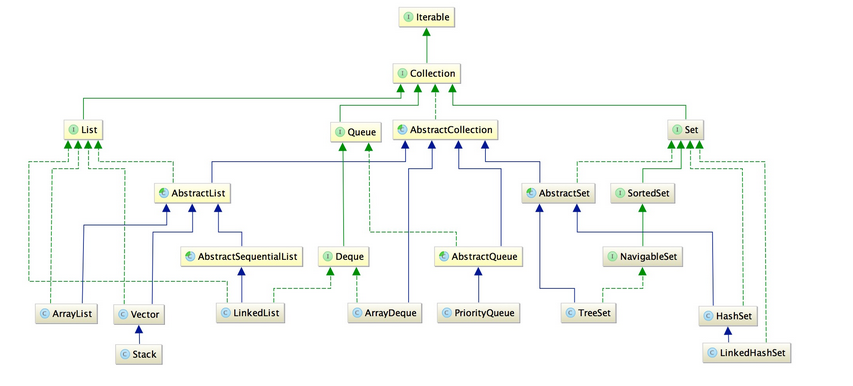 I Iterable
I Collection
I List
I Queue
C AbstractCollection
I Set
C AbstractList
C AbstractSet
I SortedSet
C AbstractSequentialList
I Deque
C AbstractQueue
I NavigableSet
C ArrayList
C Vector
C LinkedList
C ArrayDeque
C PriorityQueue
C TreeSet
C HashSet
C Stack
C LinkedHashSet